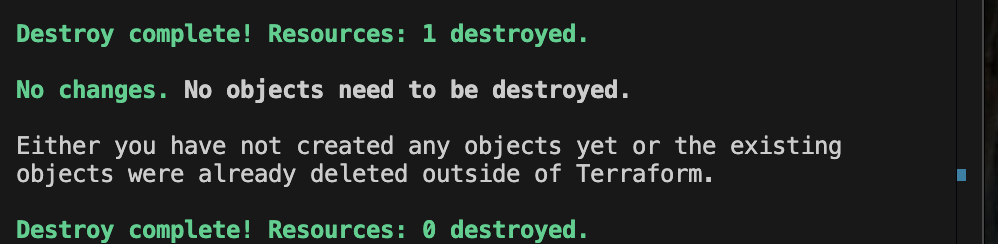 Destroy complete! Resources: 1 destroyed.
No changes. No objects need to be destroyed.
Either you have not created any objects yet or the existing
objects were already deleted outside of Terraform.
Destroy complete! Resources: 0 destroyed.